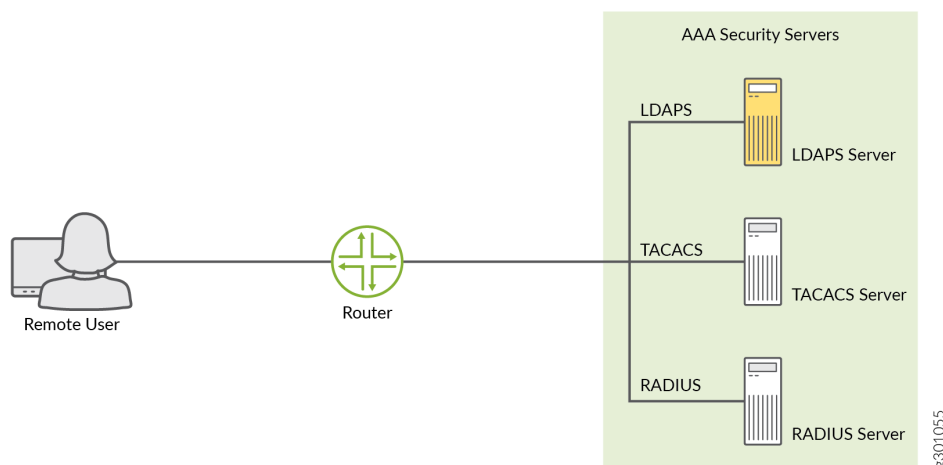 AAA Security Servers
LDAPS
LDAPS Server
TACACS
TACACS Server
Remote User
Router
RADIUS
RADIUS Server
g301055